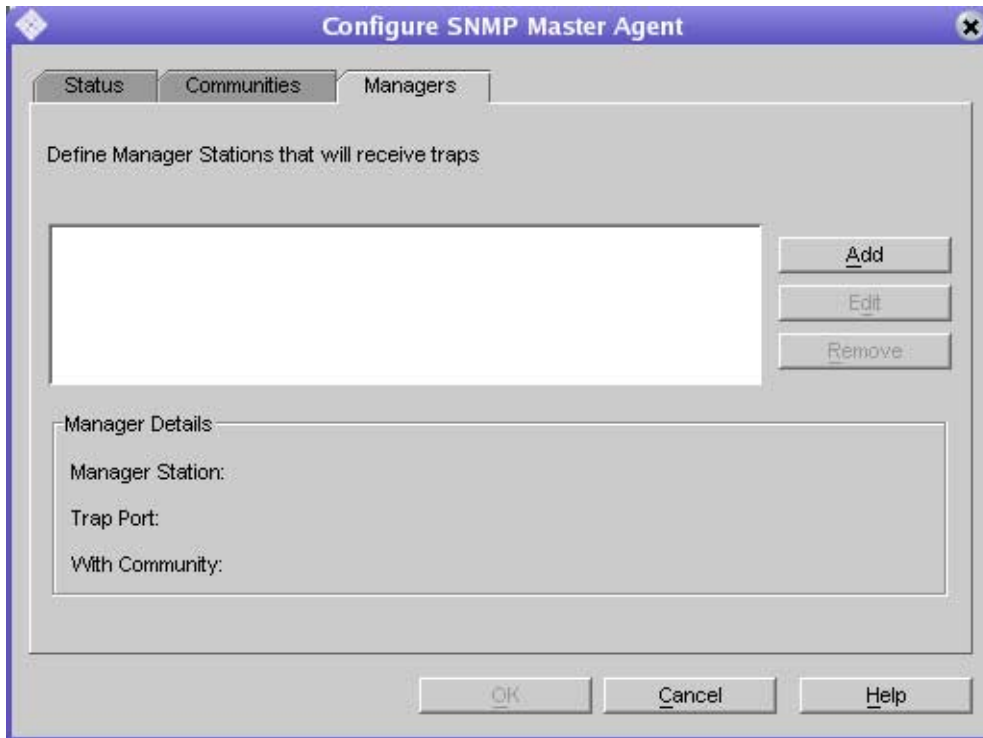 Configure SNMP Master Agent
Status Communities Managers
Define Manager Stations that will receive traps
Add
Edit
Remove
Manager Details
Manager Station:
Trap Port:
With Community:
OK Cancel Help